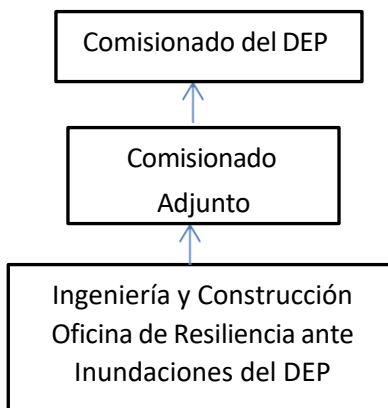 Comisionado del DEP
Comisionado
Adjunto
Ingeniería y Construcción
Oficina de Resiliencia ante
Inundaciones del DEP